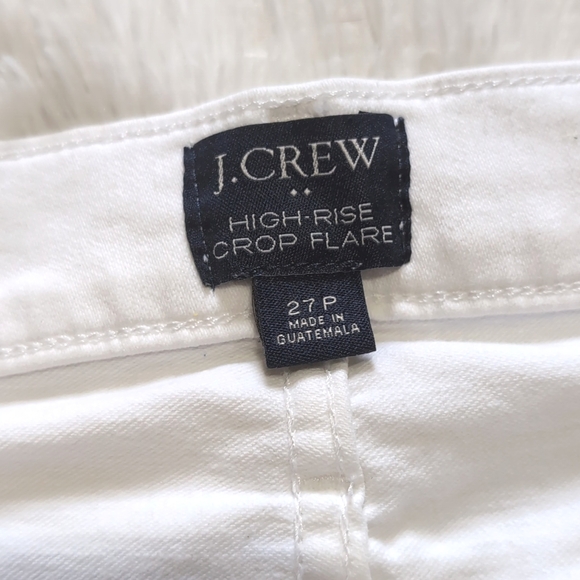 J.CREW
··
HIGH-RISE
CROP FLARE
27 P
MADE IN
GUATEMALA